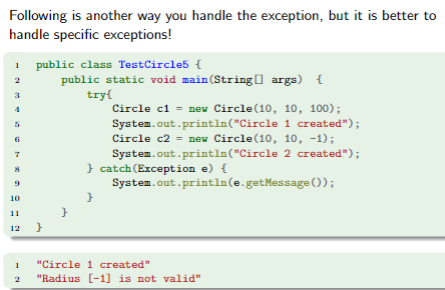 Following is another way you handle the exception, but it is better to
handle specific exceptions!
1 public class TestCircle5 {
2 public static void main(String[] args) {
3 try{
4 Circle c1 = new Circle(10, 10, 100);
5 System.out.println("Circle 1 created");
6 Circle c2 = new Circle(10, 10, -1);
7 System.out.println("Circle 2 created");
8 } catch(Exception e) {
9 System.out.println(e.getMessage());
10 }
11 }
12 }
1 "Circle 1 created"
2 "Radius [-1] is not valid"